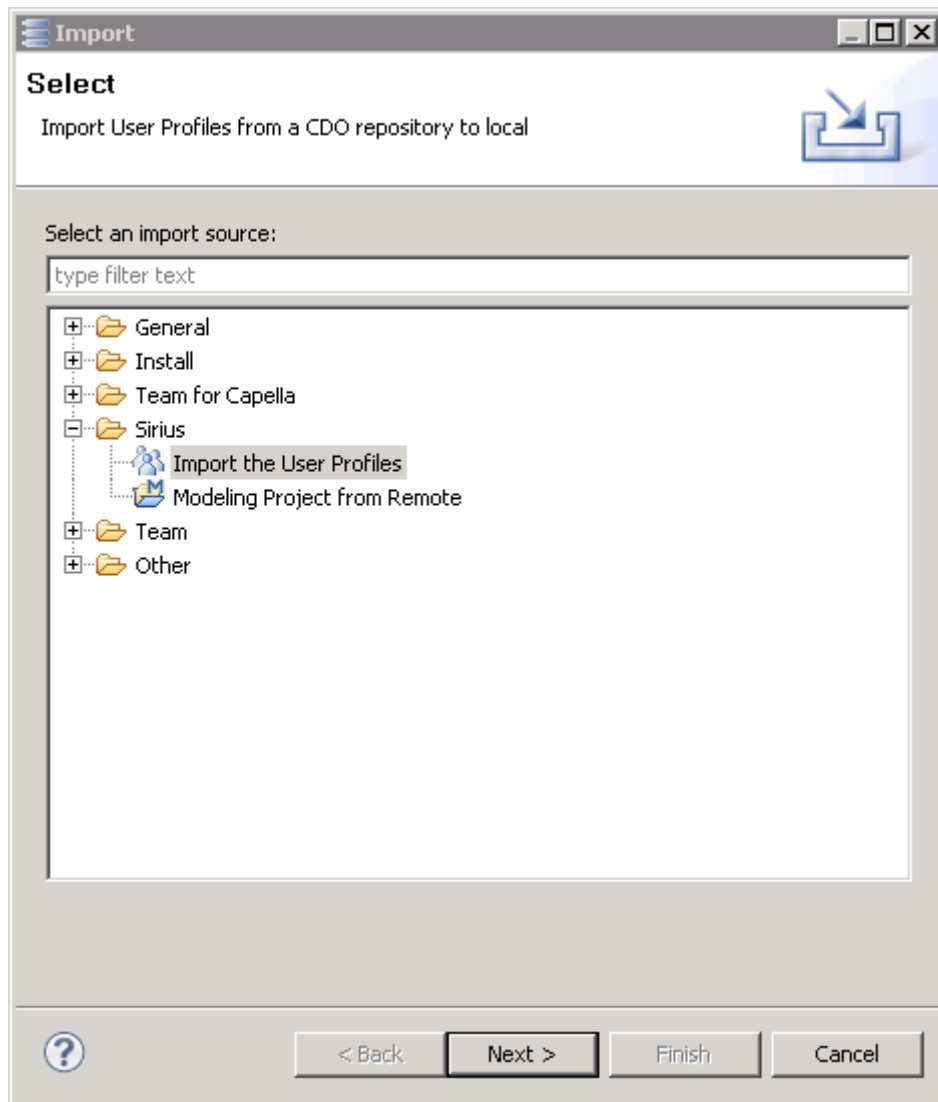 Import
Select
Import User Profiles from a CDO repository to local
Select an import source:
type filter text
General
Install
Team for Capella
Sirius
Import the User Profiles
Modeling Project from Remote
Team
Other
< Back Next > Finish Cancel